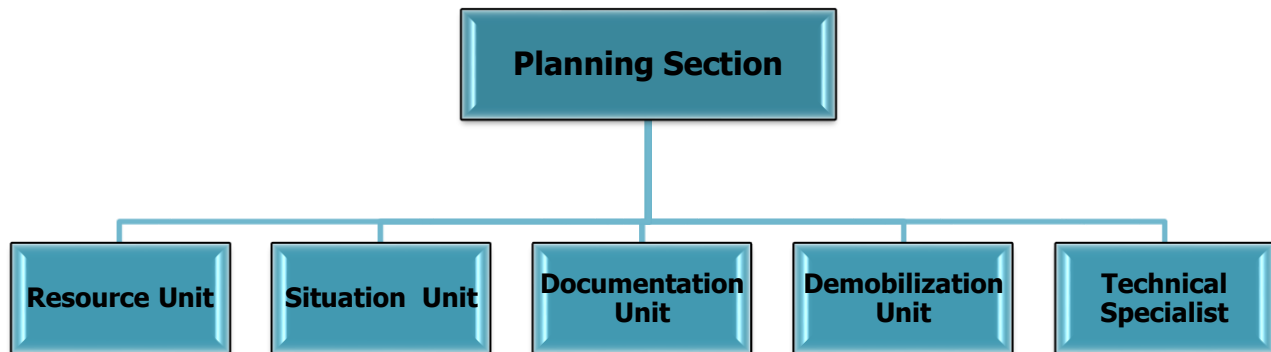 Planning Section
Resource Unit
Situation  Unit
Documentation
Unit
Demobilization
Unit
Technical
Specialist